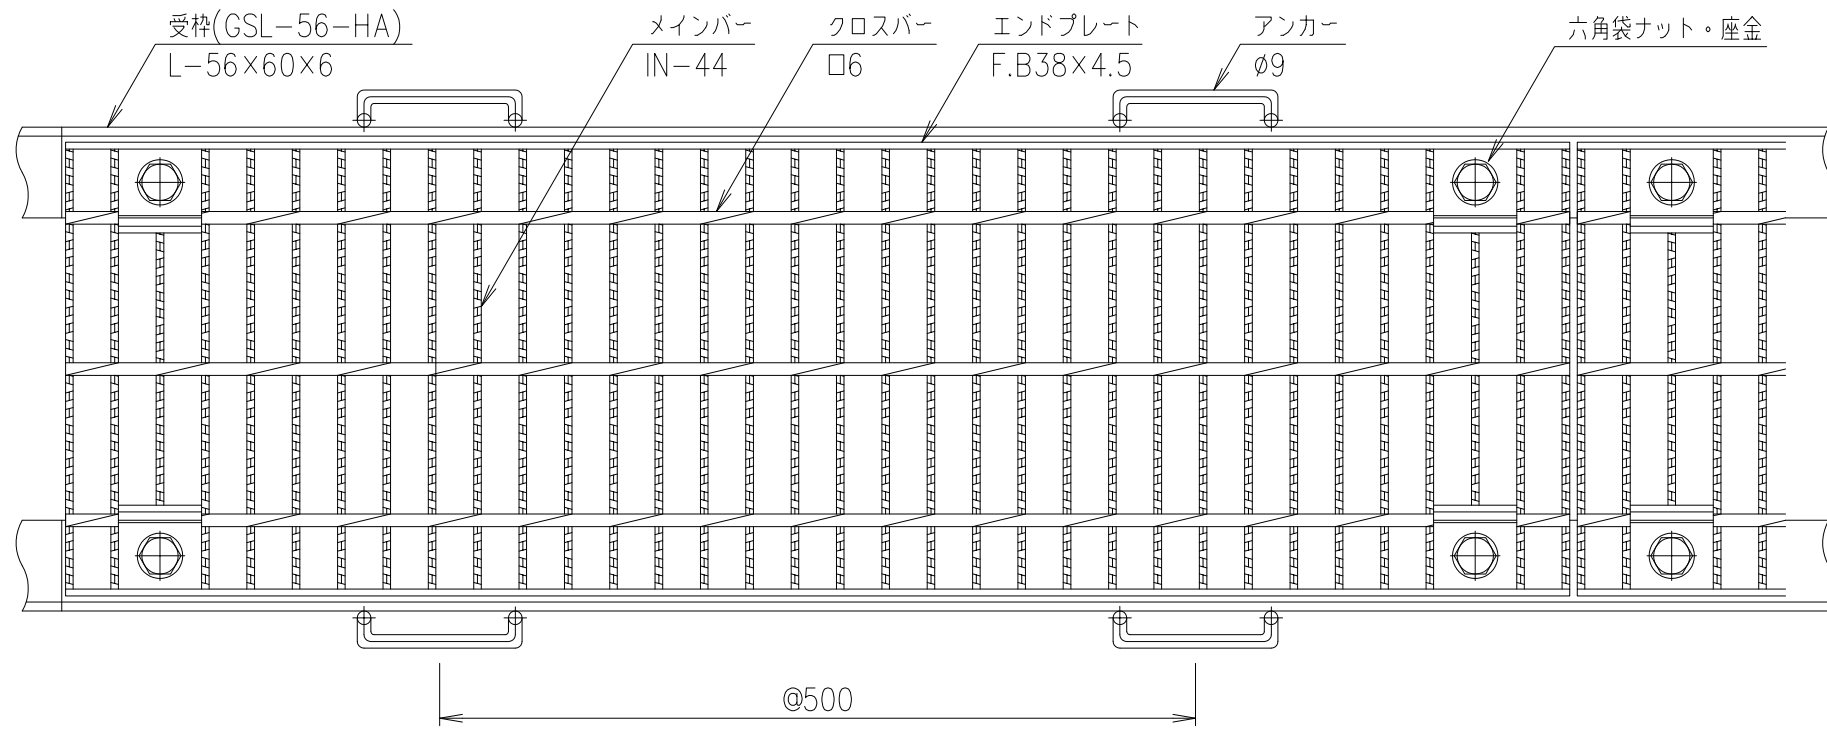 受枠(GSL-56-HA)
L-56×60×6
メインバー
IN-44
クロスバー
□6
エンドプレート
F.B38×4.5
アンカー
φ9
六角袋ナット・座金
@500